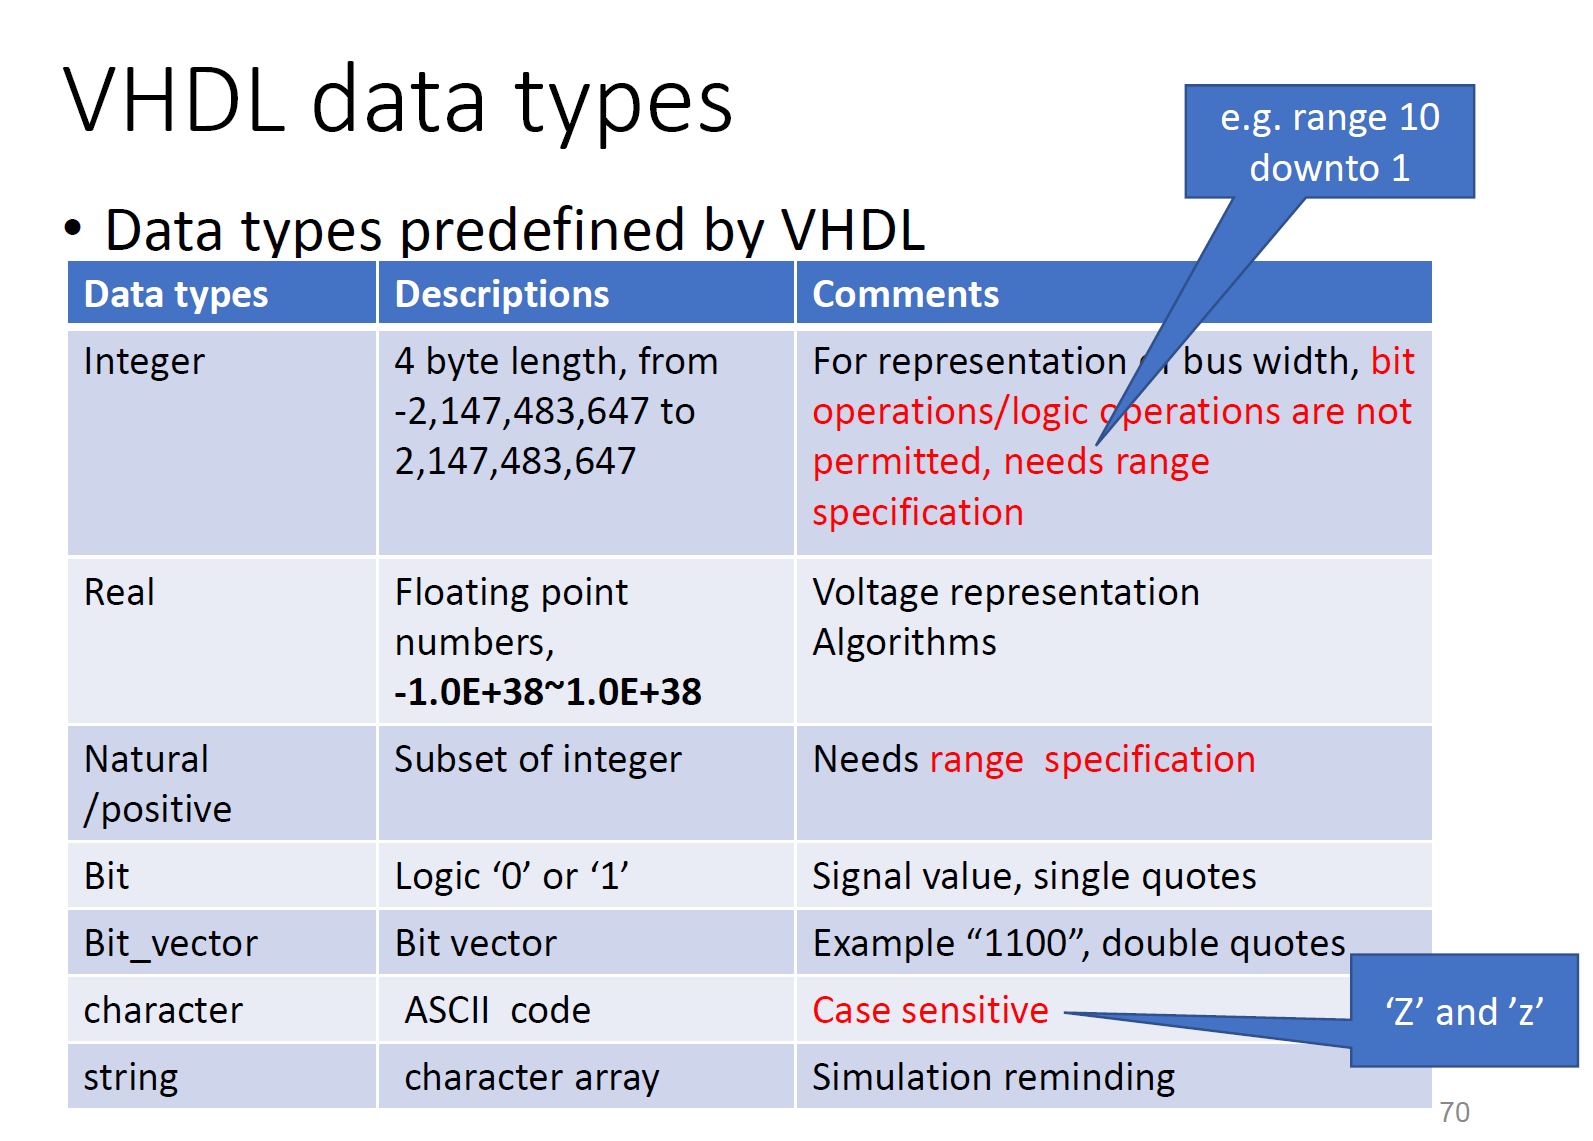 VHDL data types
e.g. range 10
downto 1
• Data types predefined by VHDL
Data types Descriptions Comments
Integer
4 byte length, from
-2,147,483,647 to
2,147,483,647
For representation bus width, bit
operations/logic operations are not
permitted, needs range
specification
Real
Floating point
numbers,
-1.0E+38~1.0E+38
Voltage representation
Algorithms
Natural
/positive
Subset of integer
Needs range  specification
Bit
Logic ‘0’ or ‘1’
Signal value, single quotes
Bit_vector
Bit vector
Example “1100”, double quotes
character
ASCII  code
Case sensitive
‘Z’ and ’z’
string
character array
Simulation reminding
70